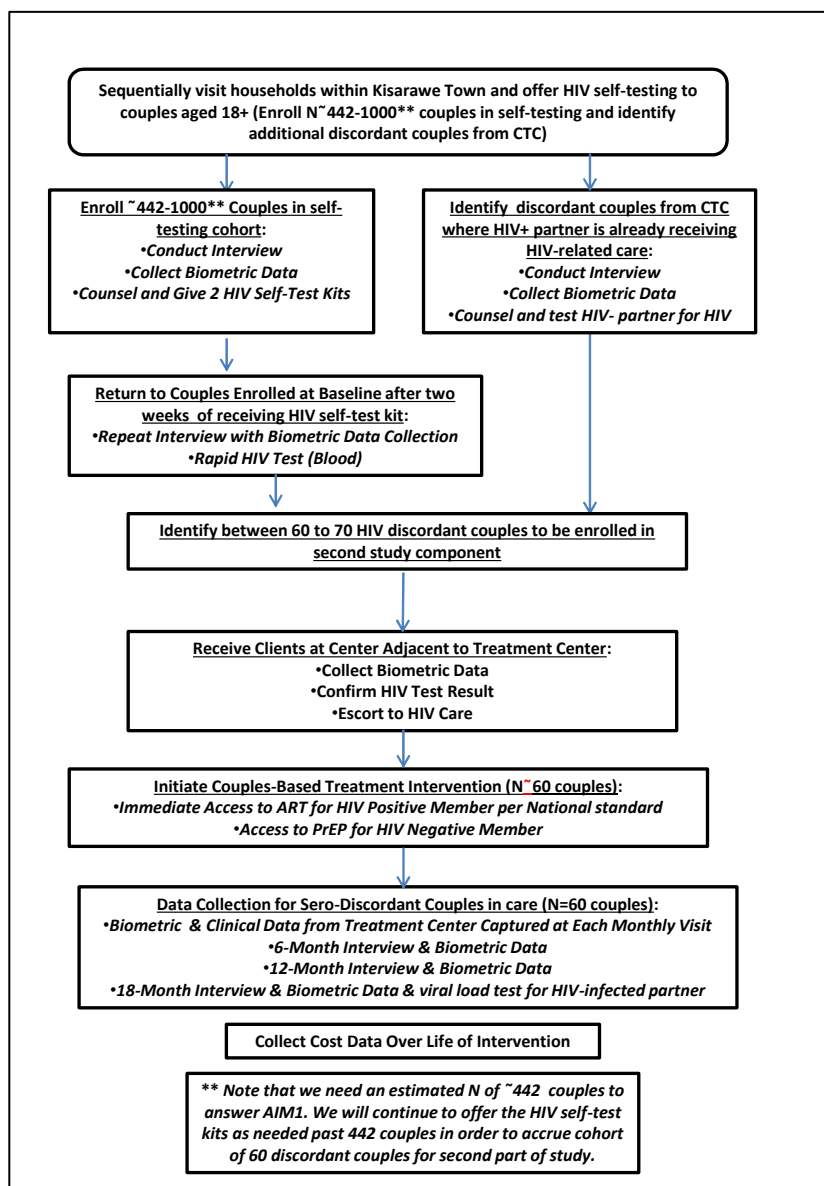 Sequentially visit households within Kisarawe Town and offer HIV self-testing to
couples aged 18+ (Enroll N~442-1000** couples in self-testing and identify
additional discordant couples from CTC)
Enroll ~442-1000** Couples in self-
testing cohort:
•Conduct Interview
•Collect Biometric Data
•Counsel and Give 2 HIV Self-Test Kits
Identify discordant couples from CTC
where HIV+ partner is already receiving
HIV-related care:
•Conduct Interview
•Collect Biometric Data
•Counsel and test HIV- partner for HIV
Return to Couples Enrolled at Baseline after two
weeks of receiving HIV self-test kit:
•Repeat Interview with Biometric Data Collection
•Rapid HIV Test (Blood)
Identify between 60 to 70 HIV discordant couples to be enrolled in
second study component
Receive Clients at Center Adjacent to Treatment Center:
•Collect Biometric Data
•Confirm HIV Test Result
•Escort to HIV Care
Initiate Couples-Based Treatment Intervention (N~60 couples):
•Immediate Access to ART for HIV Positive Member per National standard
•Access to PrEP for HIV Negative Member
Data Collection for Sero-Discordant Couples in care (N=60 couples):
•Biometric & Clinical Data from Treatment Center Captured at Each Monthly Visit
•6-Month Interview & Biometric Data
•12-Month Interview & Biometric Data
•18-Month Interview & Biometric Data & viral load test for HIV-infected partner
Collect Cost Data Over Life of Intervention
** Note that we need an estimated N of ~442 couples to
answer AIM1. We will continue to offer the HIV self-test
kits as needed past 442 couples in order to accrue cohort
of 60 discordant couples for second part of study.